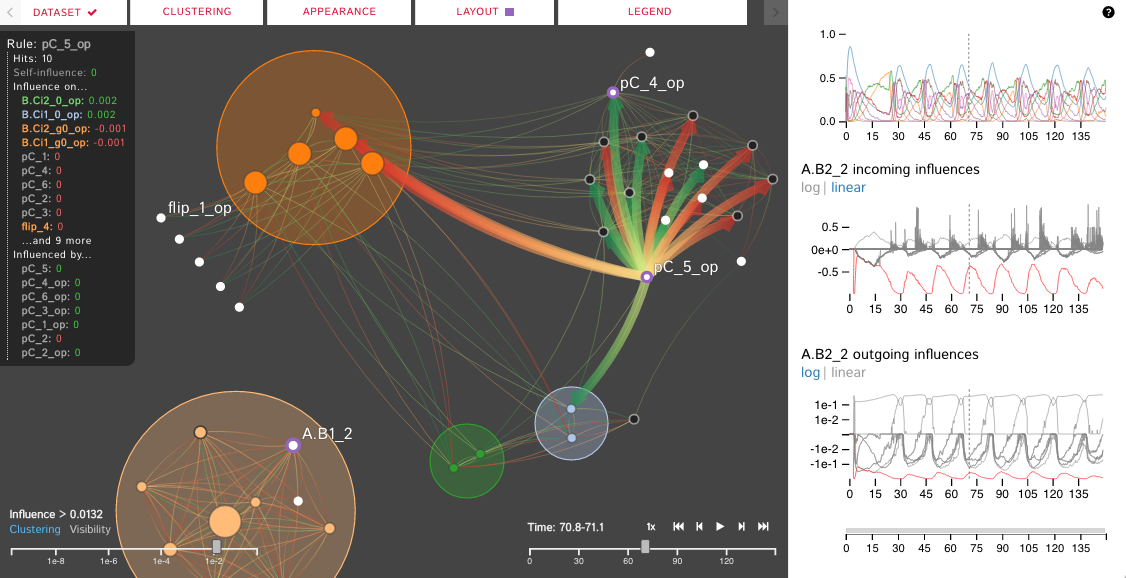 DATASET ✔
CLUSTERING
APPEARANCE
LAYOUT
LEGEND
Rule: pC_5_op
Hits: 10
Self-influence: 0
Influence on...
B.Ci2_0_op: 0.002
B.Ci1_0_op: 0.002
B.Ci2_g0_op: -0.001
B.Ci1_g0_op: -0.001
pC_1: 0
pC_4: 0
pC_6: 0
pC_2: 0
pC_3: 0
flip_4: 0
...and 9 more
Influenced by...
pC_5: 0
pC_4_op: 0
pC_6_op: 0
pC_3_op: 0
pC_1_op: 0
pC_2: 0
pC_2_op: 0
pC_4_op
flip_1_op
pC_5_op
A.B1_2
Influence > 0.0132
Clustering Visibility
1e-8 1e-6 1e-4 1e-2
Time: 70.8-71.1
1x
0 30 60 90 120
?
1.0
0.5
0.0
0 15 30 45 60 75 90 105 120 135
A.B2_2 incoming influences
log | linear
0.5
0e+0
-0.5
0 15 30 45 60 75 90 105 120 135
A.B2_2 outgoing influences
log | linear
1e-1
1e-2
-1e-2
-1e-1
0 15 30 45 60 75 90 105 120 135
0 15 30 45 60 75 90 105 120 135